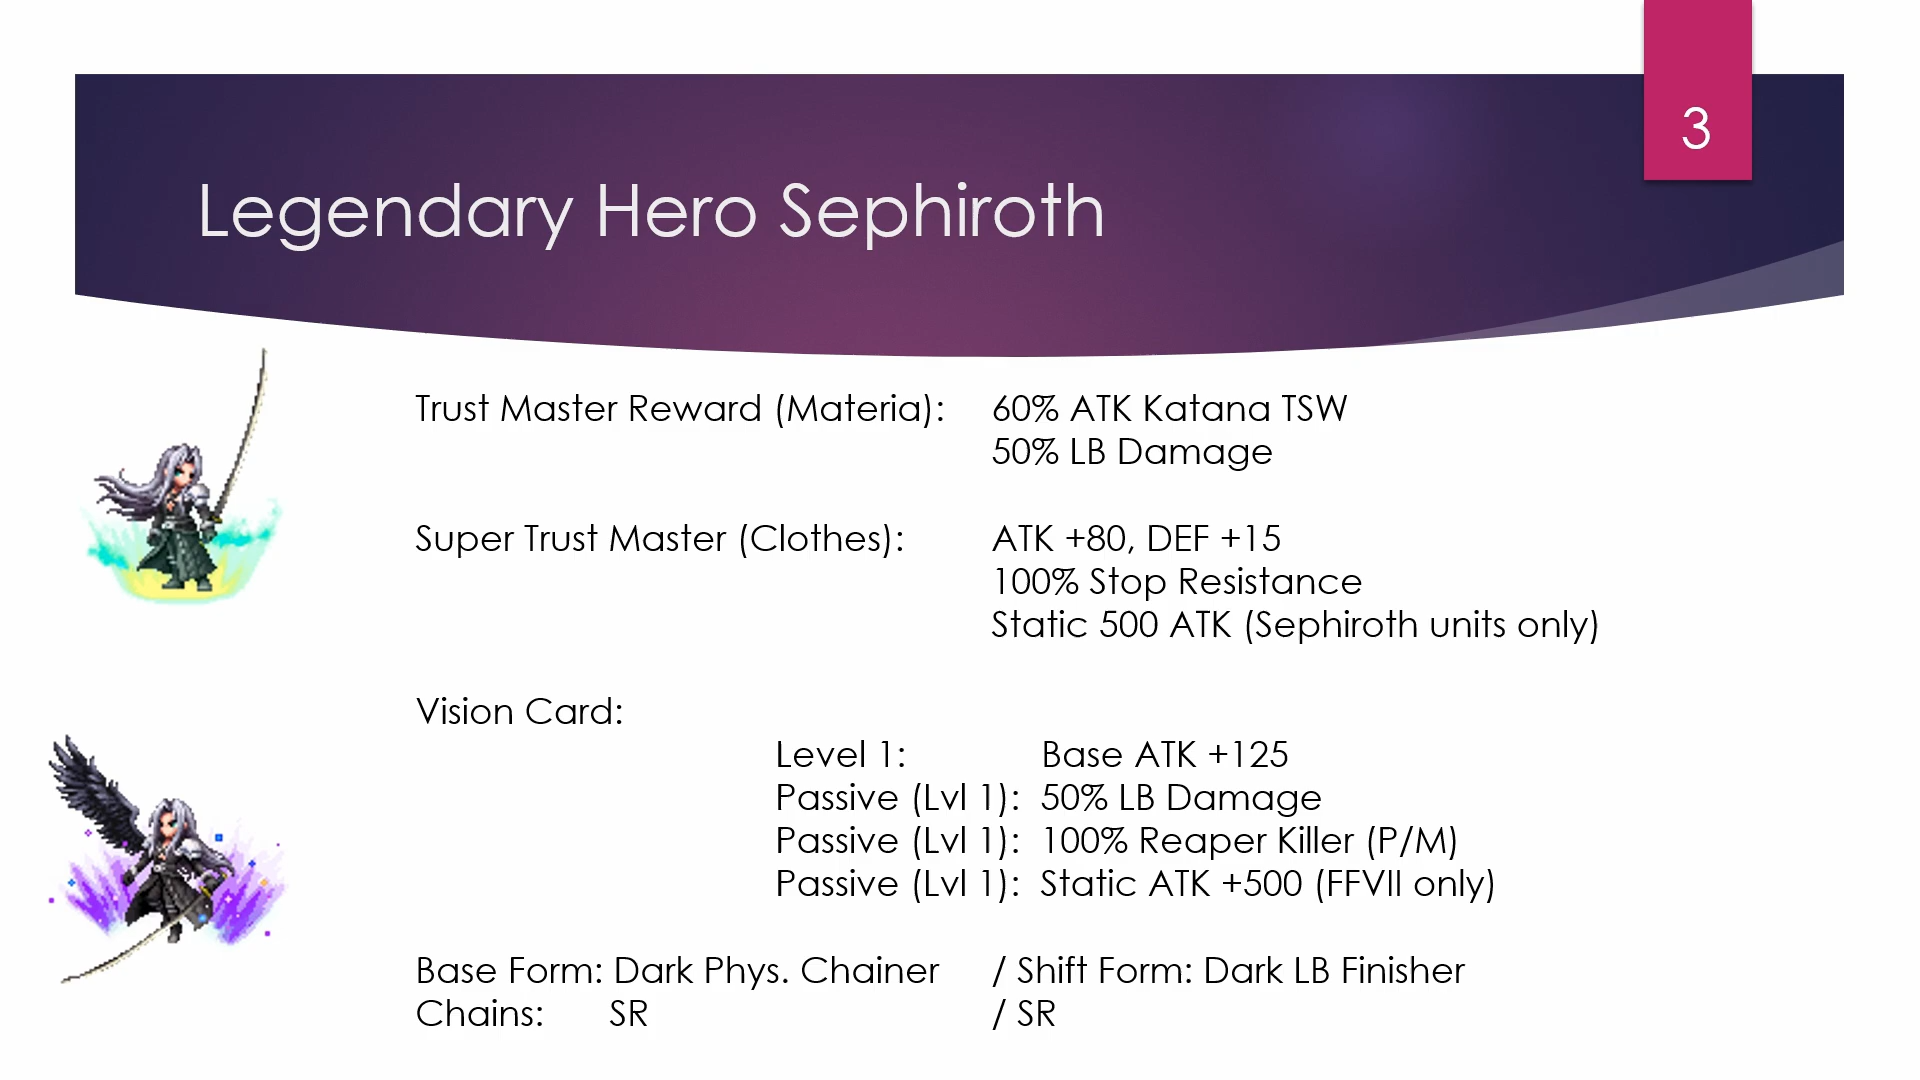 3
Legendary Hero Sephiroth
Trust Master Reward (Materia): 60% ATK Katana TSW
50% LB Damage
Super Trust Master (Clothes): ATK +80, DEF +15
100% Stop Resistance
Static 500 ATK (Sephiroth units only)
Vision Card:
Level 1: Base ATK +125
Passive (Lvl 1): 50% LB Damage
Passive (Lvl 1): 100% Reaper Killer (P/M)
Passive (Lvl 1): Static ATK +500 (FFVII only)
Base Form: Dark Phys. Chainer / Shift Form: Dark LB Finisher
Chains: SR / SR